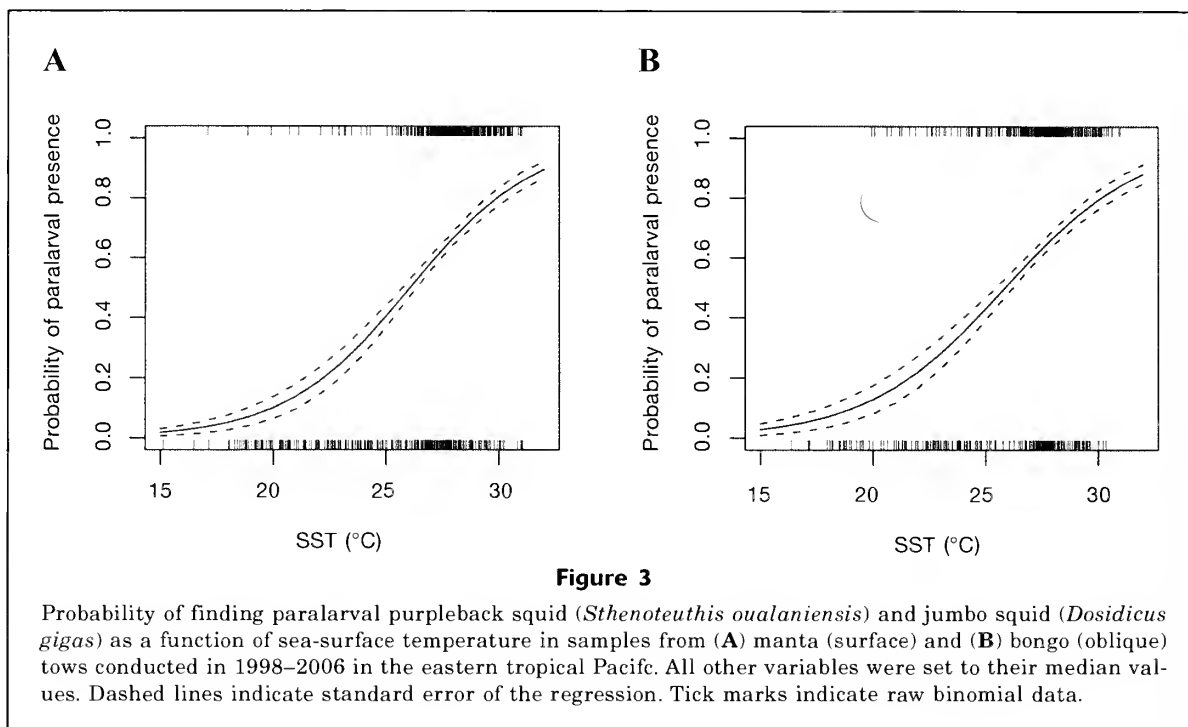 A
B
Probability of paralarval presence
1.0
0.8
0.6
0.4
0.2
0.0
15
20
25
30
SST (°C)
Probability of paralarval presence
1.0
0.8
0.6
0.4
0.2
0.0
15
20
25
30
SST (°C)
Figure 3
Probability of finding paralarval purpleback squid (Sthenoteuthis oualaniensis) and jumbo squid (Dosidicus
gigas) as a function of sea-surface temperature in samples from (A) manta (surface) and (B) bongo (oblique)
tows conducted in 1998–2006 in the eastern tropical Pacifc. All other variables were set to their median val-
ues. Dashed lines indicate standard error of the regression. Tick marks indicate raw binomial data.